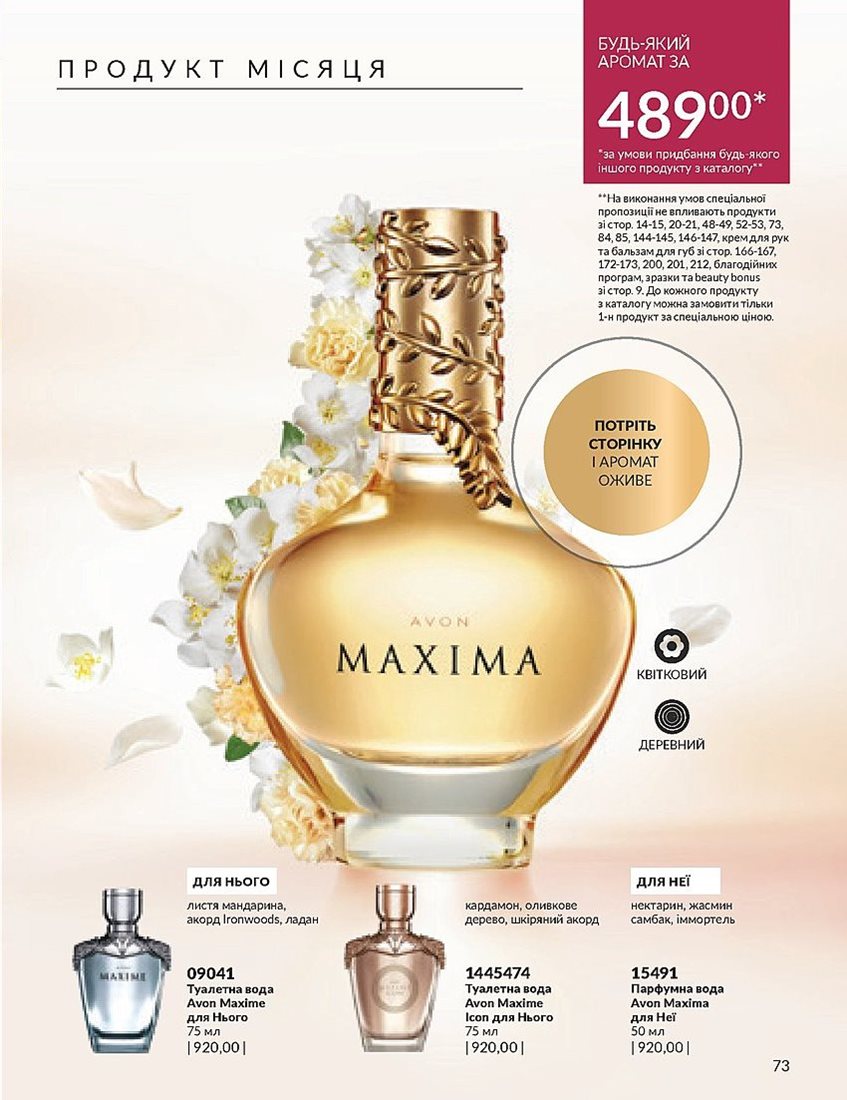 ПРОДУКТ МІСЯЦЯ
БУДЬ-ЯКИЙ
АРОМАТ ЗА
489⁰⁰*
*за умови придбання будь-якого
іншого продукту з каталогу**
**На виконання умов спеціальної
пропозиції не впливають продукти
зі стор. 14-15, 20-21, 48-49, 52-53, 73,
84, 85, 144-145, 146-147, крем для рук
та бальзам для губ зі стор. 166-167,
172-173, 200, 201, 212, благодійних
програм, зразки та beauty bonus
зі стор. 9. До кожного продукту
з каталогу можна замовити тільки
1-н продукт за спеціальною ціною.
ПОТРІТЬ
СТОРІНКУ
І АРОМАТ
ОЖИВЕ
AVON
MAXIMA
КВІТКОВИЙ
ДЕРЕВНИЙ
ДЛЯ НЬОГО
листя мандарина,
акорд Ironwoods, ладан
AVON
MAXIME
09041
Туалетна вода
Avon Maxime
для Нього
75 мл
| 920,00 |
кардамон, оливкове
дерево, шкіряний акорд
1445474
Туалетна вода
Avon Maxime
Icon для Нього
75 мл
| 920,00 |
ДЛЯ НЕЇ
нектарин, жасмин
самбак, іммортель
15491
Парфумна вода
Avon Maxima
для Неї
50 мл
| 920,00 |
73